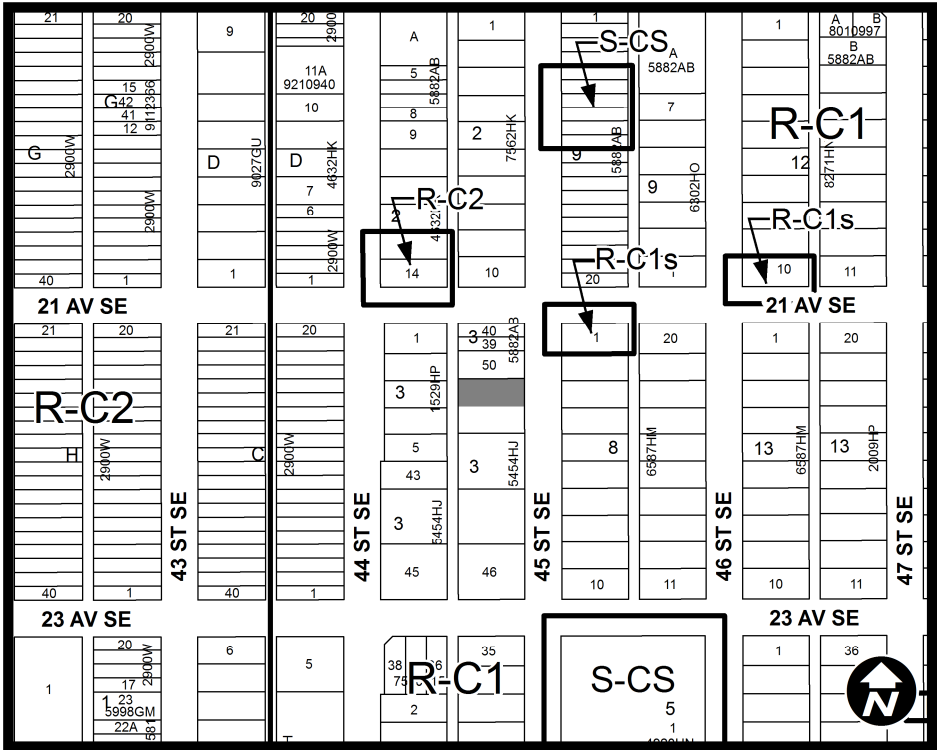 21
20
9
20
2900W
A
1
1
S-CS
A
5882AB
1
A B
8010997
B
5882AB
2900W
15
G42
41
12
9112366
11A
9210940
10
5
8
9
5882AB
2
7562HK
7
R-C1
G
2900W
D
9027GU
D
4632HK
7
6
9
5882AB
9
6302HO
12
2900W
2900W
2
R-C2
14
10
R-C1s
20
R-C1s
10
11
40
1
1
1
21 AV SE
21 AV SE
21
20
21
20
1
3
40
39
50
5882AB
1
20
1
20
R-C2
3
1529HP
H
2900W
C
2900W
5
43
3
5454HJ
8
6587HM
13
6587HM
13
2009HP
3
5454HJ
43 ST SE
44 ST SE
45 ST SE
46 ST SE
47 ST SE
40
1
40
1
45
46
10
11
10
11
23 AV SE
23 AV SE
1
20
2900W
17
1
23
5998GM
22A
581
6
5
38
R-C1
35
2
S-CS
5
1
1
36
N